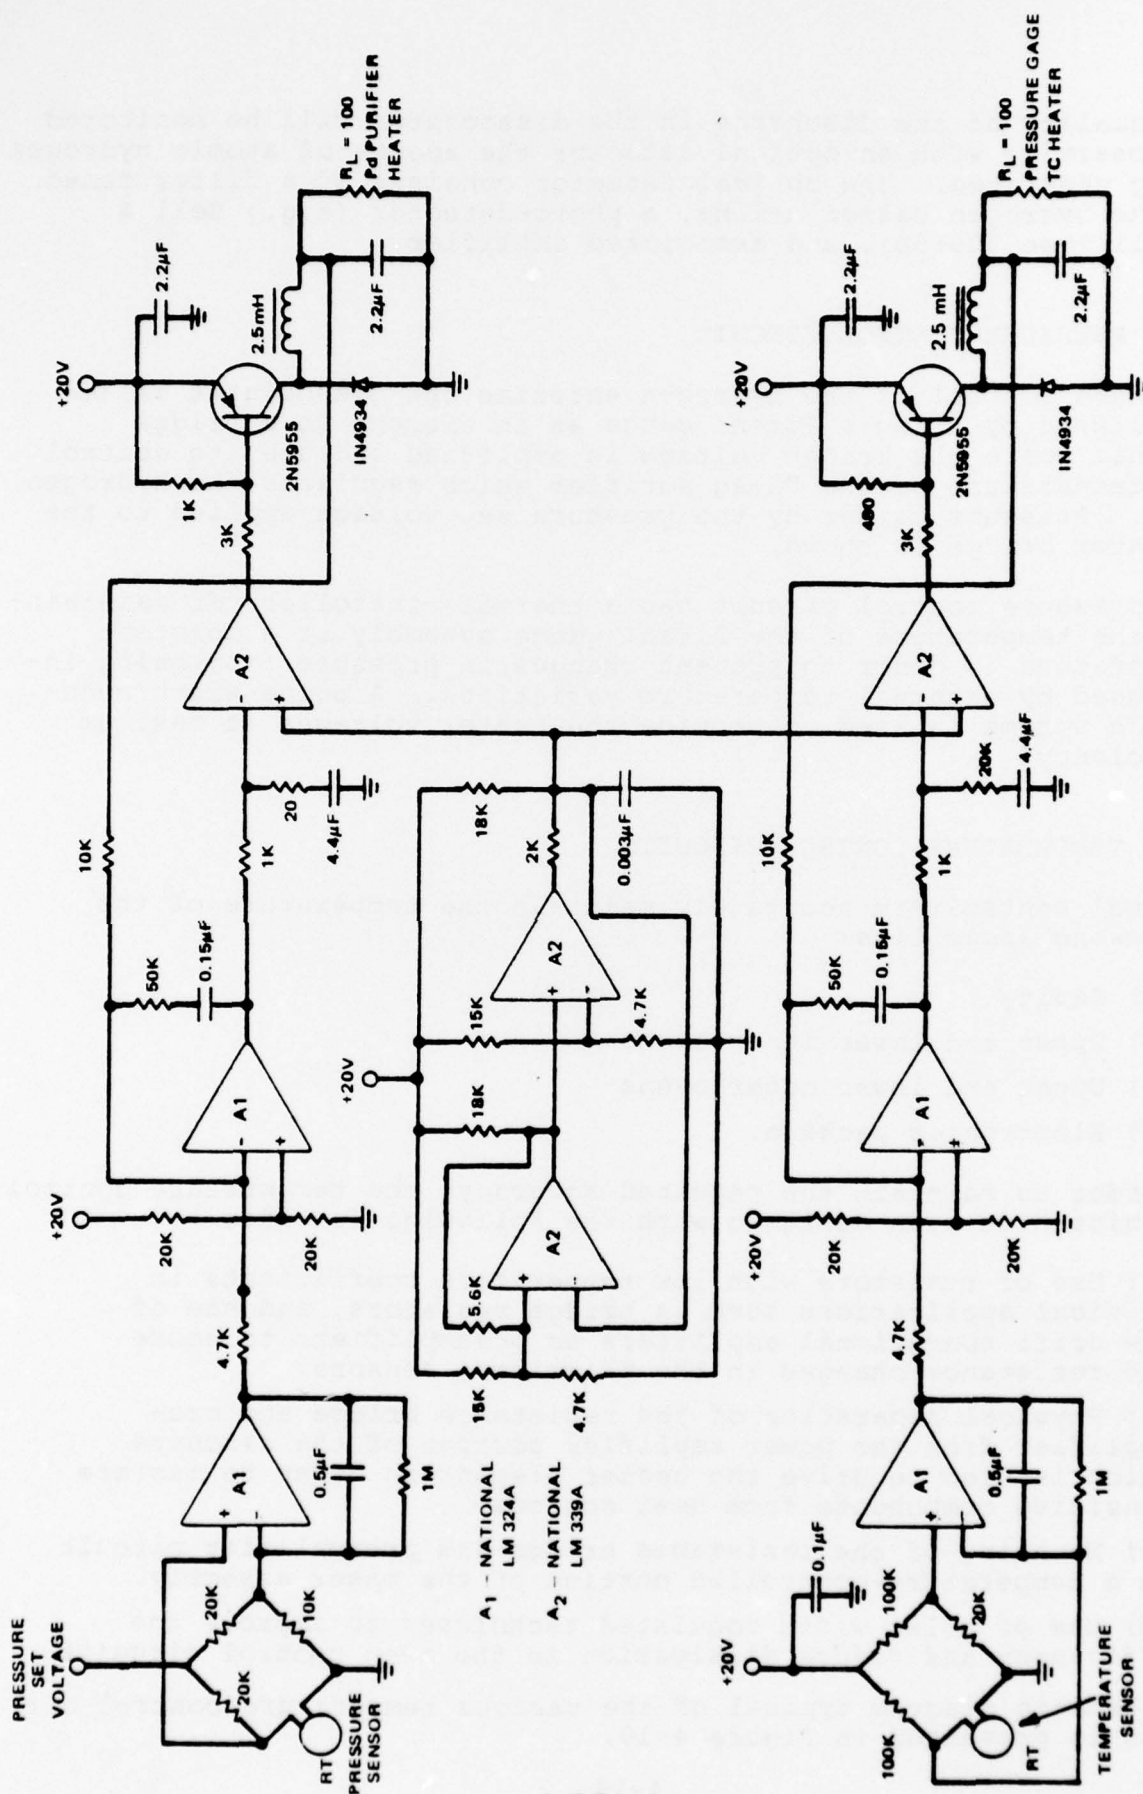 PRESSURE
SET
VOLTAGE
20K
20K
10K
RT
PRESSURE
SENSOR
A1
+
-
0.5µF
1M
4.7K
+20V
20K
20K
A1
-
+
50K
0.15µF
10K
1K
20
4.4µF
A2
-
+
3K
1K
+20V
2.2µF
2N5955
2.5mH
IN4934
2.2µF
RL = 100
Pd PURIFIER
HEATER
A1 - NATIONAL
LM 324A
A2 - NATIONAL
LM 339A
15K
5.6K
4.7K
A2
+
18K
+20V
15K
A2
+
-
4.7K
2K
18K
0.003µF
+20V
0.1µF
100K
100K
20K
RT
TEMPERATURE
SENSOR
A1
+
-
0.5µF
1M
4.7K
+20V
20K
20K
A1
-
+
50K
0.15µF
10K
1K
20K
4.4µF
A2
-
+
3K
480
+20V
2.2µF
2N5955
2.5 mH
IN4934
2.2µF
RL = 100
PRESSURE GAGE
TC HEATER